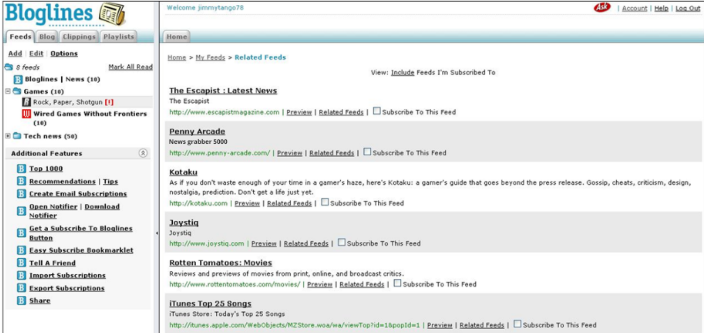 Bloglines
Welcome jimmytango78
Ask | Account | Help | Log Out
Feeds Blog Clippings Playlists
Home
Add | Edit | Options
8 feeds Mark All Read
Bloglines | News (10)
Games (10)
Rock, Paper, Shotgun [!]
Wired Games Without Frontiers
(10)
Tech news (50)
Additional Features
Top 1000
Recommendations | Tips
Create Email Subscriptions
Open Notifier | Download
Notifier
Get a Subscribe To Bloglines
Button
Easy Subscribe Bookmarklet
Tell A Friend
Import Subscriptions
Export Subscriptions
Share
Home > My Feeds > Related Feeds
View: Include Feeds I'm Subscribed To
The Escapist : Latest News
The Escapist
http://www.escapistmagazine.com | Preview | Related Feeds | Subscribe To This Feed
Penny Arcade
News grabber 5000
http://www.penny-arcade.com/ | Preview | Related Feeds | Subscribe To This Feed
Kotaku
As if you don't waste enough of your time in a gamer's haze, here's Kotaku: a gamer's guide that goes beyond the press release. Gossip, cheats, criticism, design,
nostalgia, prediction. Don't get a life just yet.
http://kotaku.com | Preview | Related Feeds | Subscribe To This Feed
Joystiq
Joystiq
http://www.joystiq.com | Preview | Related Feeds | Subscribe To This Feed
Rotten Tomatoes: Movies
Reviews and previews of movies from print, online, and broadcast critics.
http://www.rottentomatoes.com/movies/ | Preview | Related Feeds | Subscribe To This Feed
iTunes Top 25 Songs
iTunes Store: Today's Top 25 Songs
http://itunes.apple.com/WebObjects/MZStore.woa/wa/viewTop?id=1&popId=1 | Preview | Related Feeds | Subscribe To This Feed